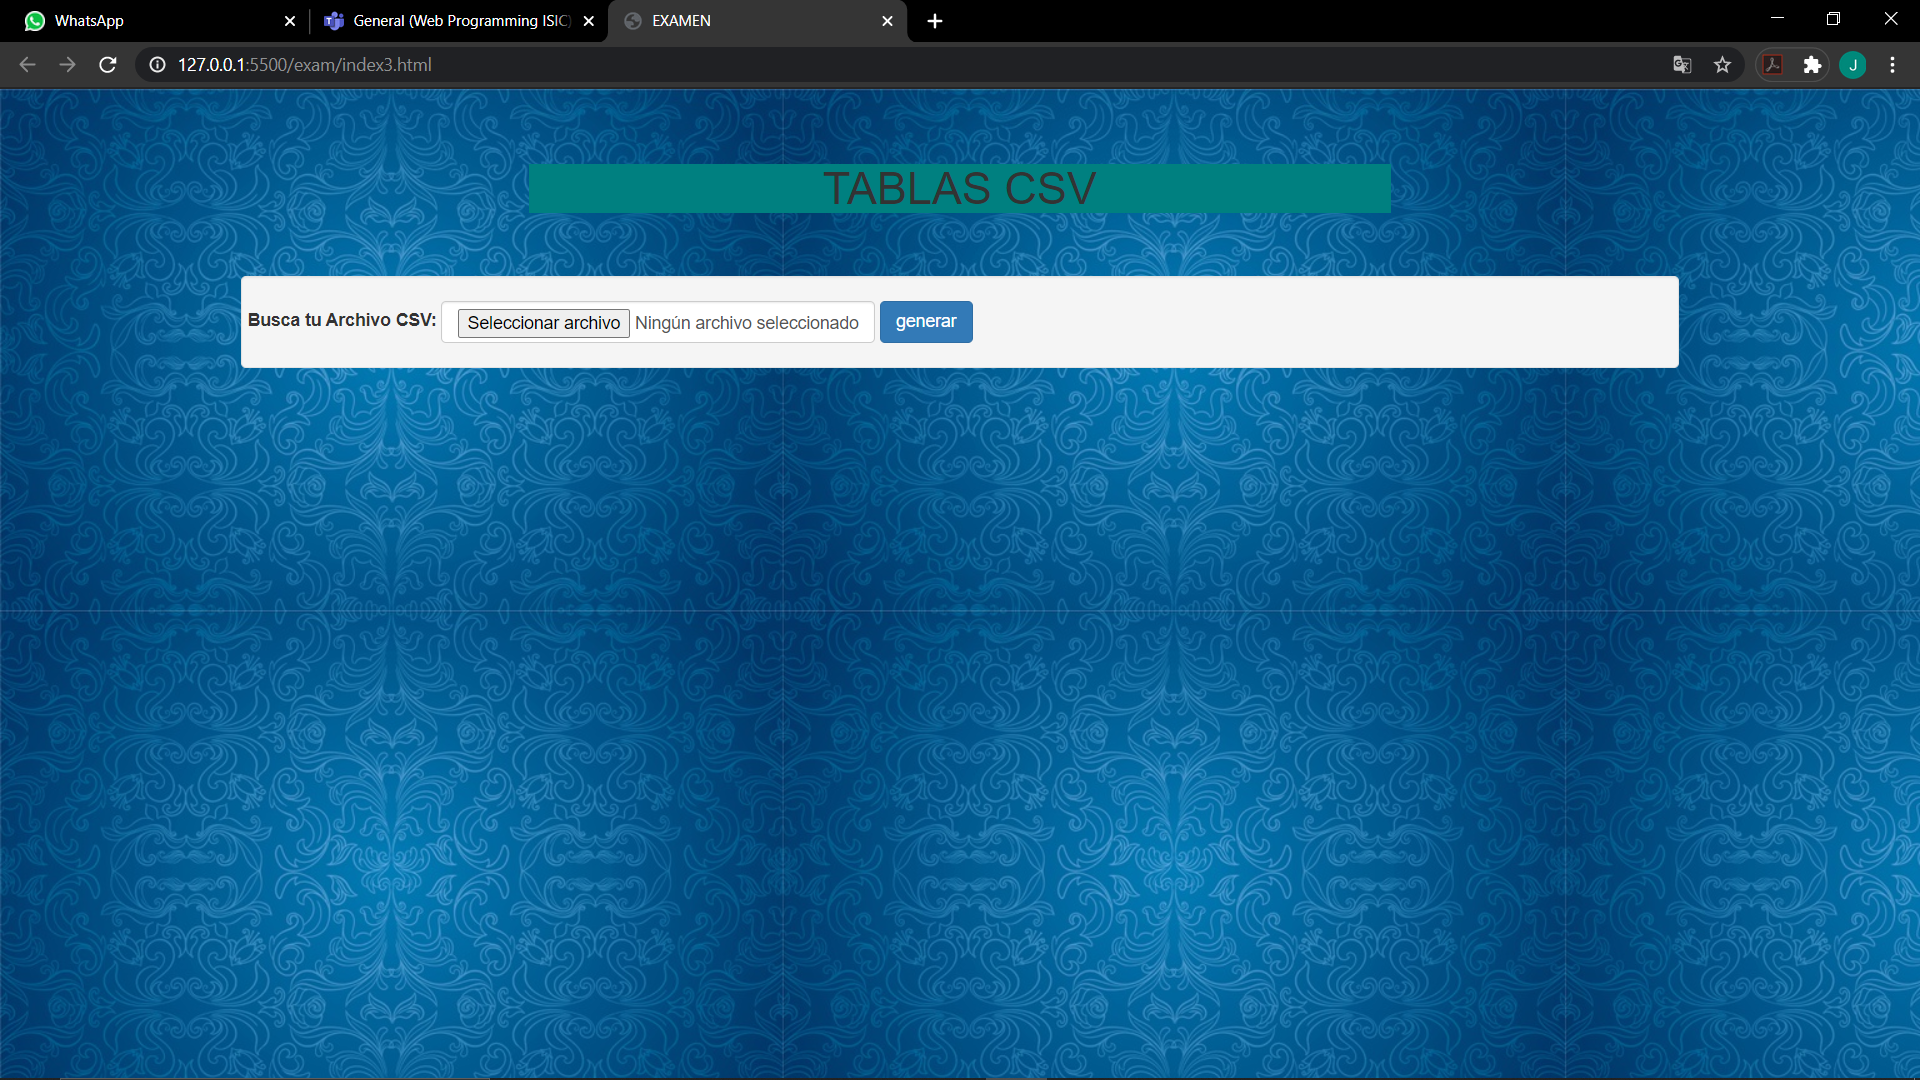 WhatsApp
General (Web Programming ISIC)
EXAMEN
127.0.0.1:5500/exam/index3.html
J
TABLAS CSV
Busca tu Archivo CSV: Seleccionar archivo Ningún archivo seleccionado generar